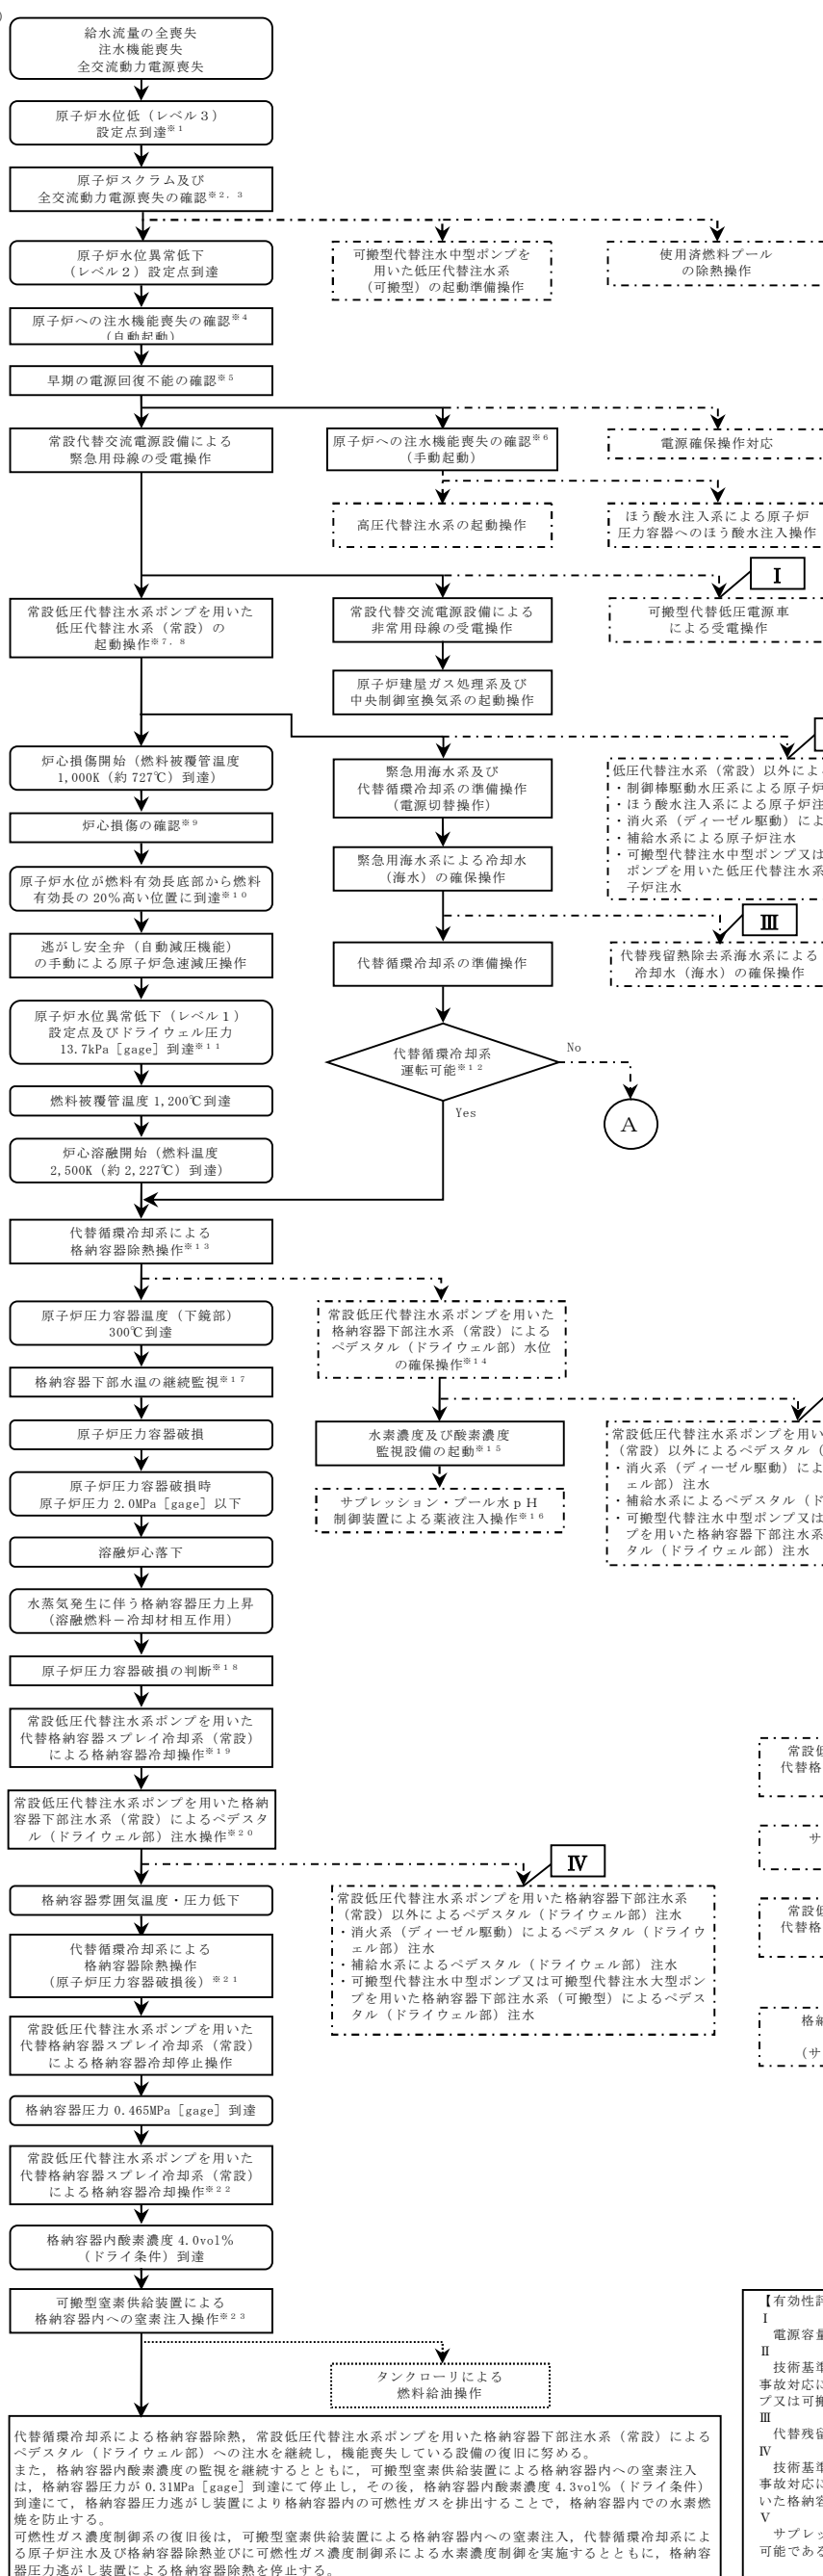 ）
給水流量の全喪失
注水機能喪失
全交流動力電源喪失
原子炉水位低（レベル３）
設定点到達※１
原子炉スクラム及び
全交流動力電源喪失の確認※２，３
原子炉水位異常低下
（レベル２）設定点到達
可搬型代替注水中型ポンプを
用いた低圧代替注水系
（可搬型）の起動準備操作
使用済燃料プール
の除熱操作
原子炉への注水機能喪失の確認※４
（自動起動）
早期の電源回復不能の確認※５
常設代替交流電源設備による
緊急用母線の受電操作
原子炉への注水機能喪失の確認※６
（手動起動）
電源確保操作対応
高圧代替注水系の起動操作
ほう酸水注入系による原子炉
圧力容器へのほう酸水注入操作
Ⅰ
常設低圧代替注水系ポンプを用いた
低圧代替注水系（常設）の
起動操作※７，８
常設代替交流電源設備による
非常用母線の受電操作
可搬型代替低圧電源車
による受電操作
原子炉建屋ガス処理系及び
中央制御室換気系の起動操作
炉心損傷開始（燃料被覆管温度
1,000K（約 727℃）到達）
緊急用海水系及び
代替循環冷却系の準備操作
（電源切替操作）
低圧代替注水系（常設）以外によ
・制御棒駆動水圧系による原子炉
・ほう酸水注入系による原子炉注
・消火系（ディーゼル駆動）によ
・補給水系による原子炉注水
・可搬型代替注水中型ポンプ又は
ポンプを用いた低圧代替注水系
子炉注水
炉心損傷の確認※９
緊急用海水系による冷却水
（海水）の確保操作
原子炉水位が燃料有効長底部から燃料
有効長の 20％高い位置に到達※１０
Ⅲ
逃がし安全弁（自動減圧機能）
の手動による原子炉急速減圧操作
代替循環冷却系の準備操作
代替残留熱除去系海水系による
冷却水（海水）の確保操作
原子炉水位異常低下（レベル１）
設定点及びドライウェル圧力
13.7kPa［gage］到達※１１
代替循環冷却系
運転可能※１２
No
Yes
A
燃料被覆管温度 1,200℃到達
炉心溶融開始（燃料温度
2,500K（約 2,227℃）到達）
代替循環冷却系による
格納容器除熱操作※１３
原子炉圧力容器温度（下鏡部）
300℃到達
常設低圧代替注水系ポンプを用いた
格納容器下部注水系（常設）による
ペデスタル（ドライウェル部）水位
の確保操作※１４
格納容器下部水温の継続監視※１７
原子炉圧力容器破損
水素濃度及び酸素濃度
監視設備の起動※１５
常設低圧代替注水系ポンプを用い
（常設）以外によるペデスタル（
・消火系（ディーゼル駆動）によ
ェル部）注水
・補給水系によるペデスタル（ド
・可搬型代替注水中型ポンプ又は
プを用いた格納容器下部注水系
タル（ドライウェル部）注水
原子炉圧力容器破損時
原子炉圧力 2.0MPa［gage］以下
サプレッション・プール水ｐＨ
制御装置による薬液注入操作※１６
溶融炉心落下
水蒸気発生に伴う格納容器圧力上昇
（溶融燃料－冷却材相互作用）
原子炉圧力容器破損の判断※１８
常設低圧代替注水系ポンプを用いた
代替格納容器スプレイ冷却系（常設）
による格納容器冷却操作※１９
常設低
代替格
常設低圧代替注水系ポンプを用いた格納
容器下部注水系（常設）によるペデスタ
ル（ドライウェル部）注水操作※２０
サ
Ⅳ
格納容器雰囲気温度・圧力低下
常設低圧代替注水系ポンプを用いた格納容器下部注水系
（常設）以外によるペデスタル（ドライウェル部）注水
・消火系（ディーゼル駆動）によるペデスタル（ドライウ
ェル部）注水
・補給水系によるペデスタル（ドライウェル部）注水
・可搬型代替注水中型ポンプ又は可搬型代替注水大型ポン
プを用いた格納容器下部注水系（可搬型）によるペデス
タル（ドライウェル部）注水
常設低
代替格
代替循環冷却系による
格納容器除熱操作
（原子炉圧力容器破損後）※２１
格納
（サ
常設低圧代替注水系ポンプを用いた
代替格納容器スプレイ冷却系（常設）
による格納容器冷却停止操作
格納容器圧力 0.465MPa［gage］到達
常設低圧代替注水系ポンプを用いた
代替格納容器スプレイ冷却系（常設）
による格納容器冷却操作※２２
格納容器内酸素濃度 4.0vol％
（ドライ条件）到達
可搬型窒素供給装置による
格納容器内への窒素注入操作※２３
タンクローリによる
燃料給油操作
代替循環冷却系による格納容器除熱，常設低圧代替注水系ポンプを用いた格納容器下部注水系（常設）による
ペデスタル（ドライウェル部）への注水を継続し，機能喪失している設備の復旧に努める。
また，格納容器内酸素濃度の監視を継続するとともに，可搬型窒素供給装置による格納容器内への窒素注入
は，格納容器圧力が 0.31MPa［gage］到達にて停止し，その後，格納容器内酸素濃度 4.3vol％（ドライ条件）
到達にて，格納容器圧力逃がし装置により格納容器内の可燃性ガスを排出することで，格納容器内での水素燃
焼を防止する。
可燃性ガス濃度制御系の復旧後は，可搬型窒素供給装置による格納容器内への窒素注入，代替循環冷却系によ
る原子炉注水及び格納容器除熱並びに可燃性ガス濃度制御系による水素濃度制御を実施するとともに，格納容
器圧力逃がし装置による格納容器除熱を停止する。
【有効性評
Ⅰ
電源容量
Ⅱ
技術基準
事故対応に
プ又は可搬
Ⅲ
代替残留
Ⅳ
技術基準
事故対応に
いた格納容
Ⅴ
サプレッ
可能である